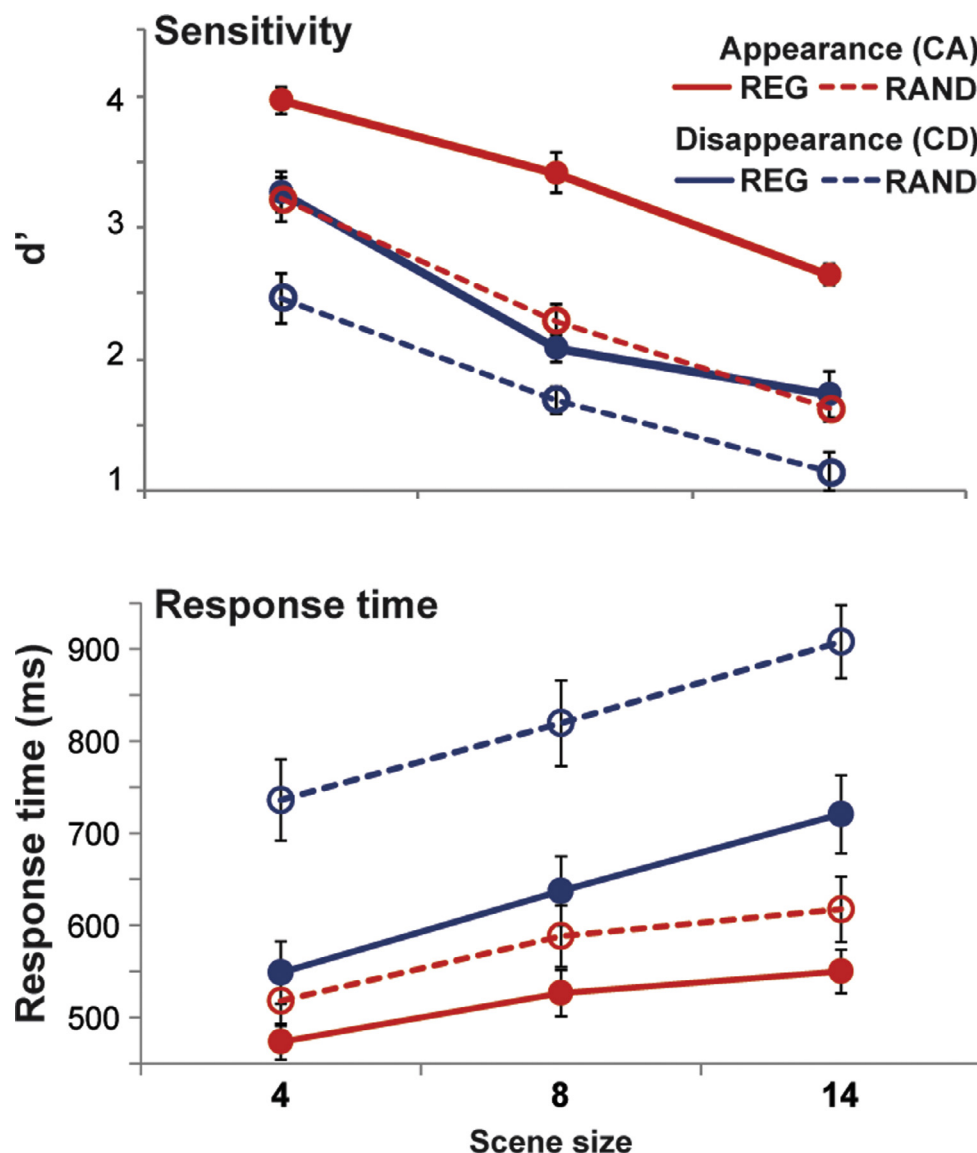 Sensitivity
Appearance (CA)
REG RAND
Disappearance (CD)
REG RAND
d’
4
3
2
1
Response time
Response time (ms)
900
800
700
600
500
4 8 14
Scene size